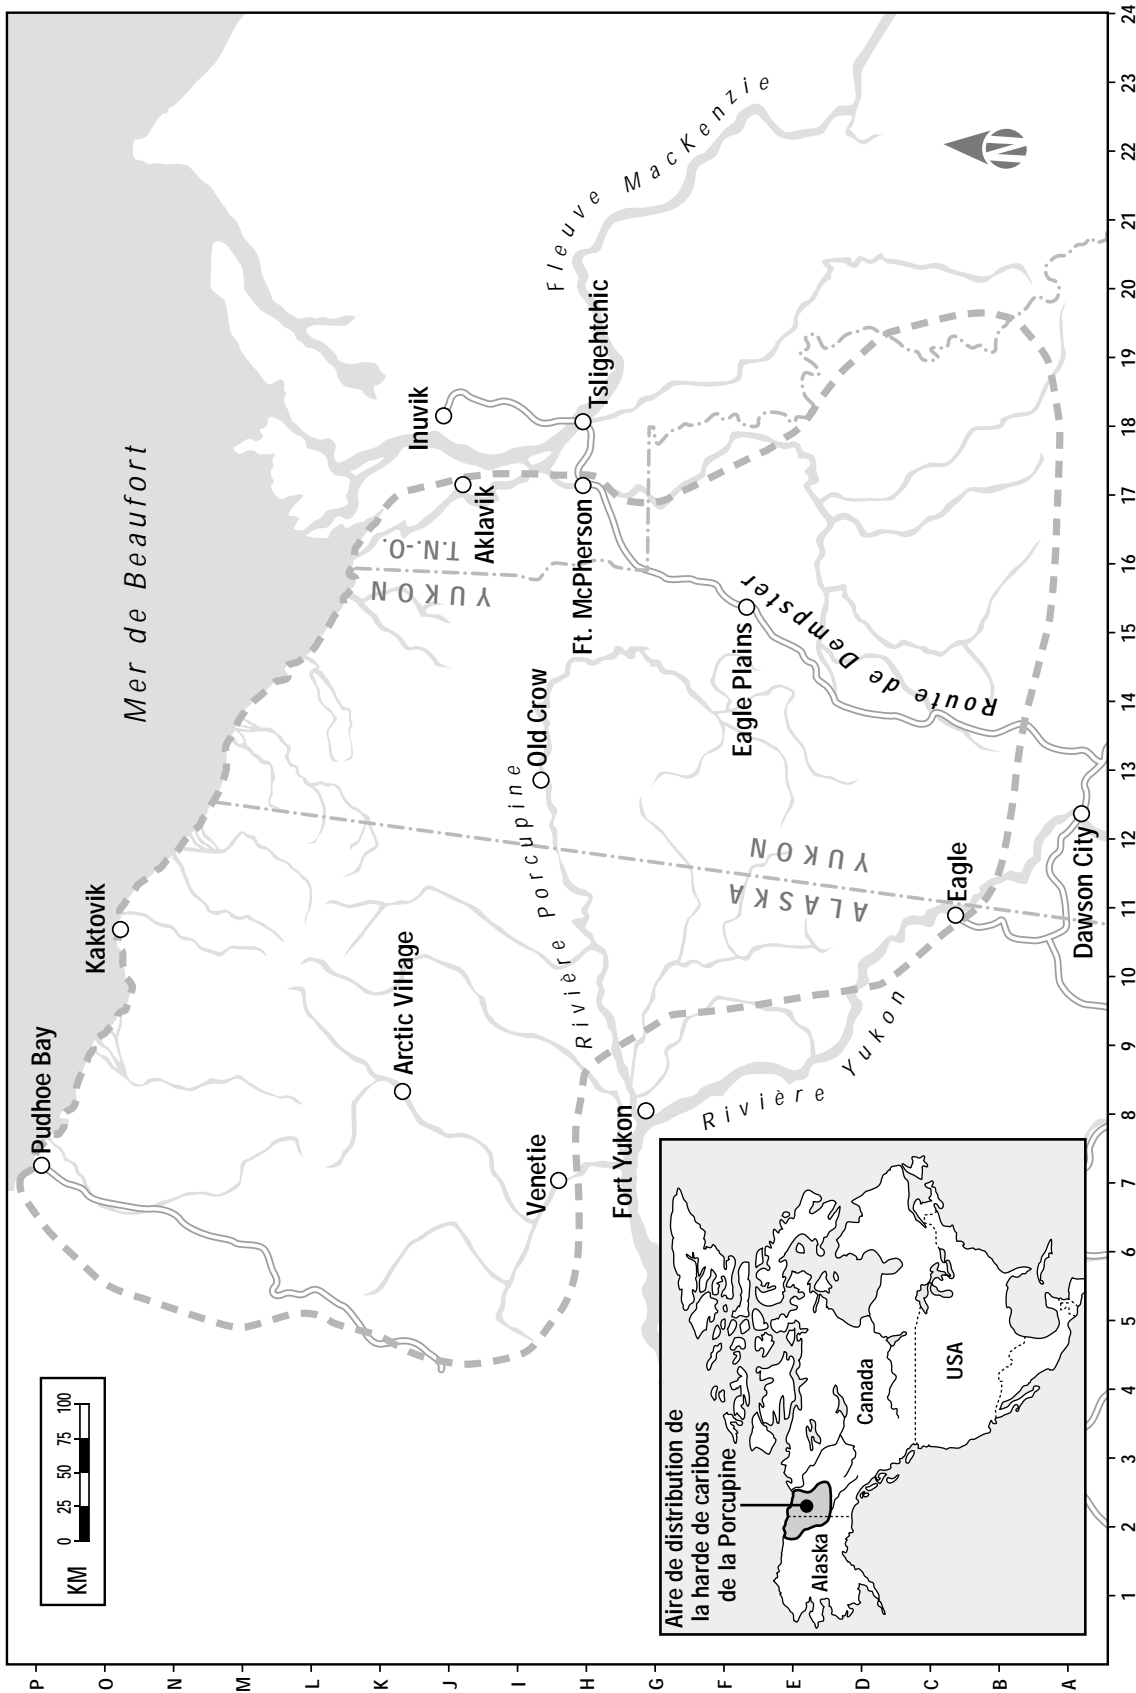 Mer de Beaufort
Pudhoe Bay
Kaktovik
Arctic Village
Venetie
Fort Yukon
Rivière Porcupine
Old Crow
Inuvik
Aklavik
T.N.-O.
YUKON
Ft. McPherson
Tsligehtchic
Fleuve MacKenzie
Eagle Plains
Route de Dempster
ALASKA
YUKON
Eagle
Dawson City
Rivière Yukon
N
KM
0 25 50 75 100
Aire de distribution de
la harde de caribous
de la Porcupine
Alaska
Canada
USA
P
O
N
M
L
K
J
I
H
G
F
E
D
C
B
A
1 2 3 4 5 6 7 8 9 10 11 12 13 14 15 16 17 18 19 20 21 22 23 24